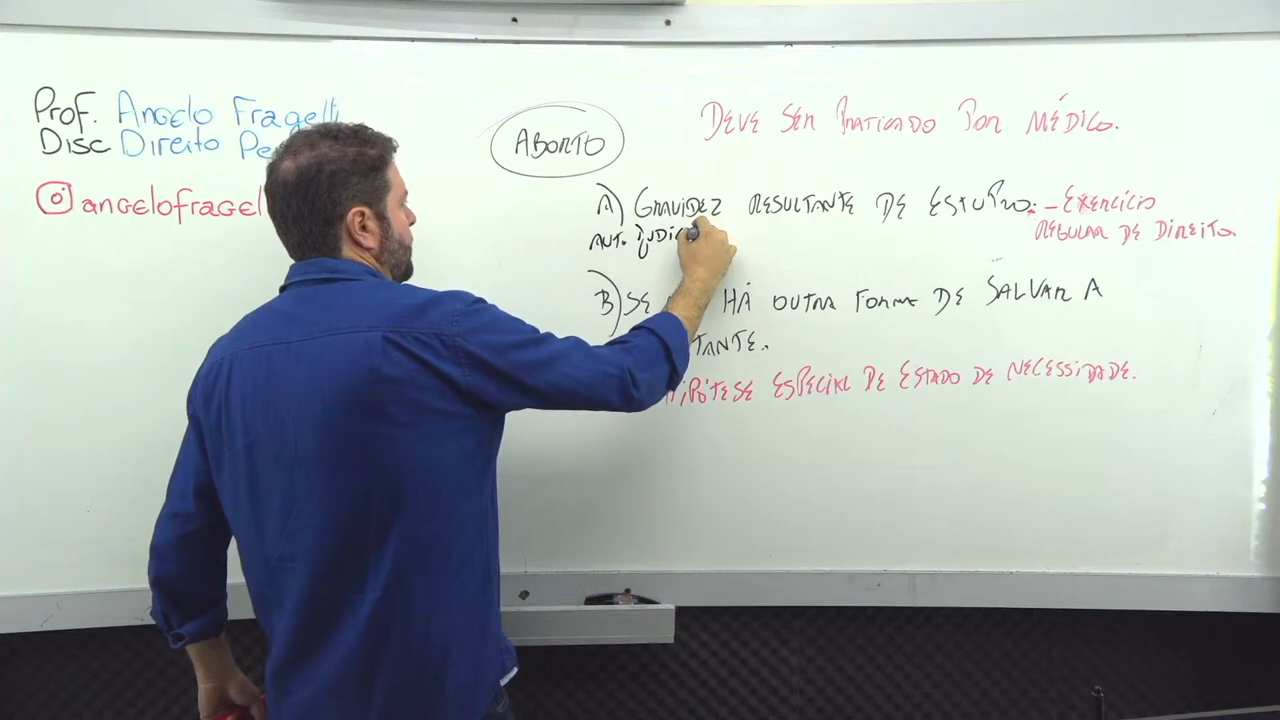 Prof. Angelo Fragelli
Disc Direito Pe
angelofragel
ABORTO
DEVE SER PRATICADO POR MÉDICO.
A) GRAVIDEZ RESULTANTE DE ESTUPRO. - EXERCÍCIO
REGULAR DE DIREITO.
AUT. JUDIC
B) SE HÁ OUTRA FORMA DE SALVAR A
TANTE.
HIPÓTESE ESPECIAL DE ESTADO DE NECESSIDADE.